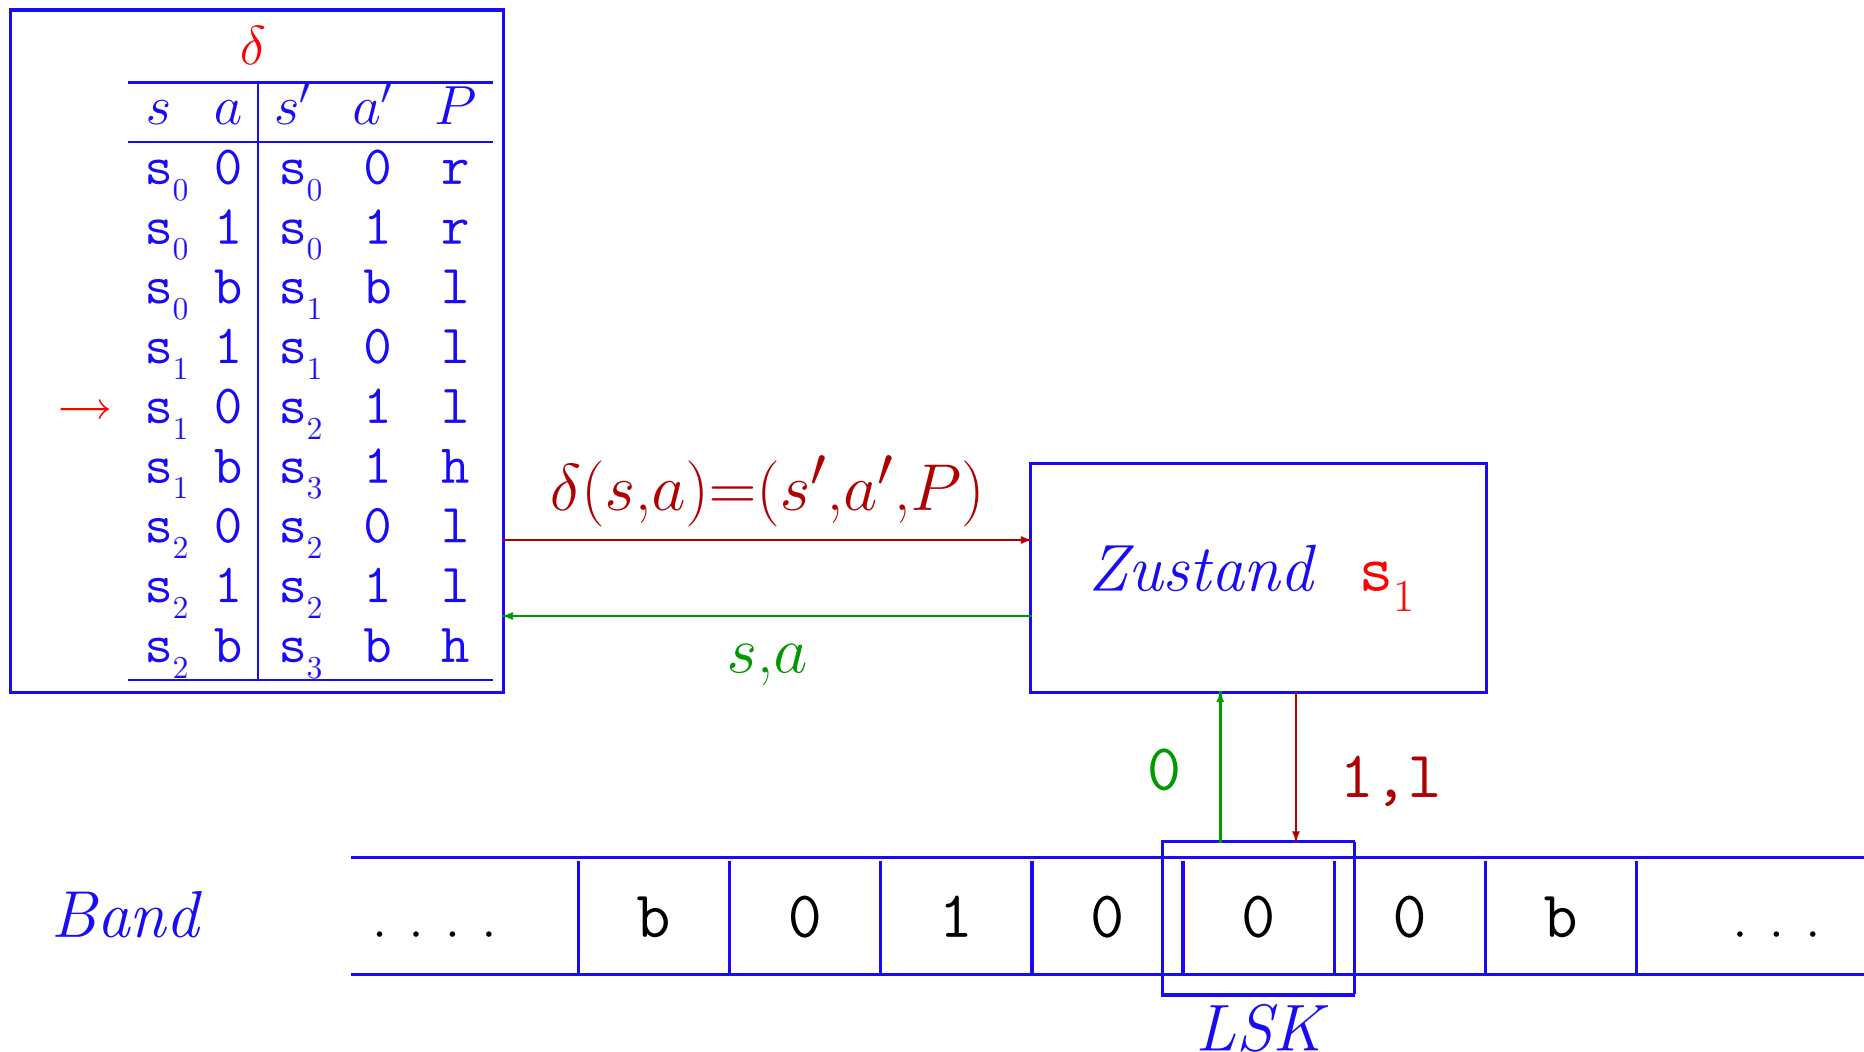 δ
s a s′ a′ P
s₀ 0 s₀ 0 r
s₀ 1 s₀ 1 r
s₀ b s₁ b l
s₁ 1 s₁ 0 l
→ s₁ 0 s₂ 1 l
s₁ b s₃ 1 h
s₂ 0 s₂ 0 l
s₂ 1 s₂ 1 l
s₂ b s₃ b h
δ(s,a)=(s′,a′,P)
s,a
Zustand s₁
0
1,l
Band . . . . b 0 1 0 0 0 b . . .
LSK